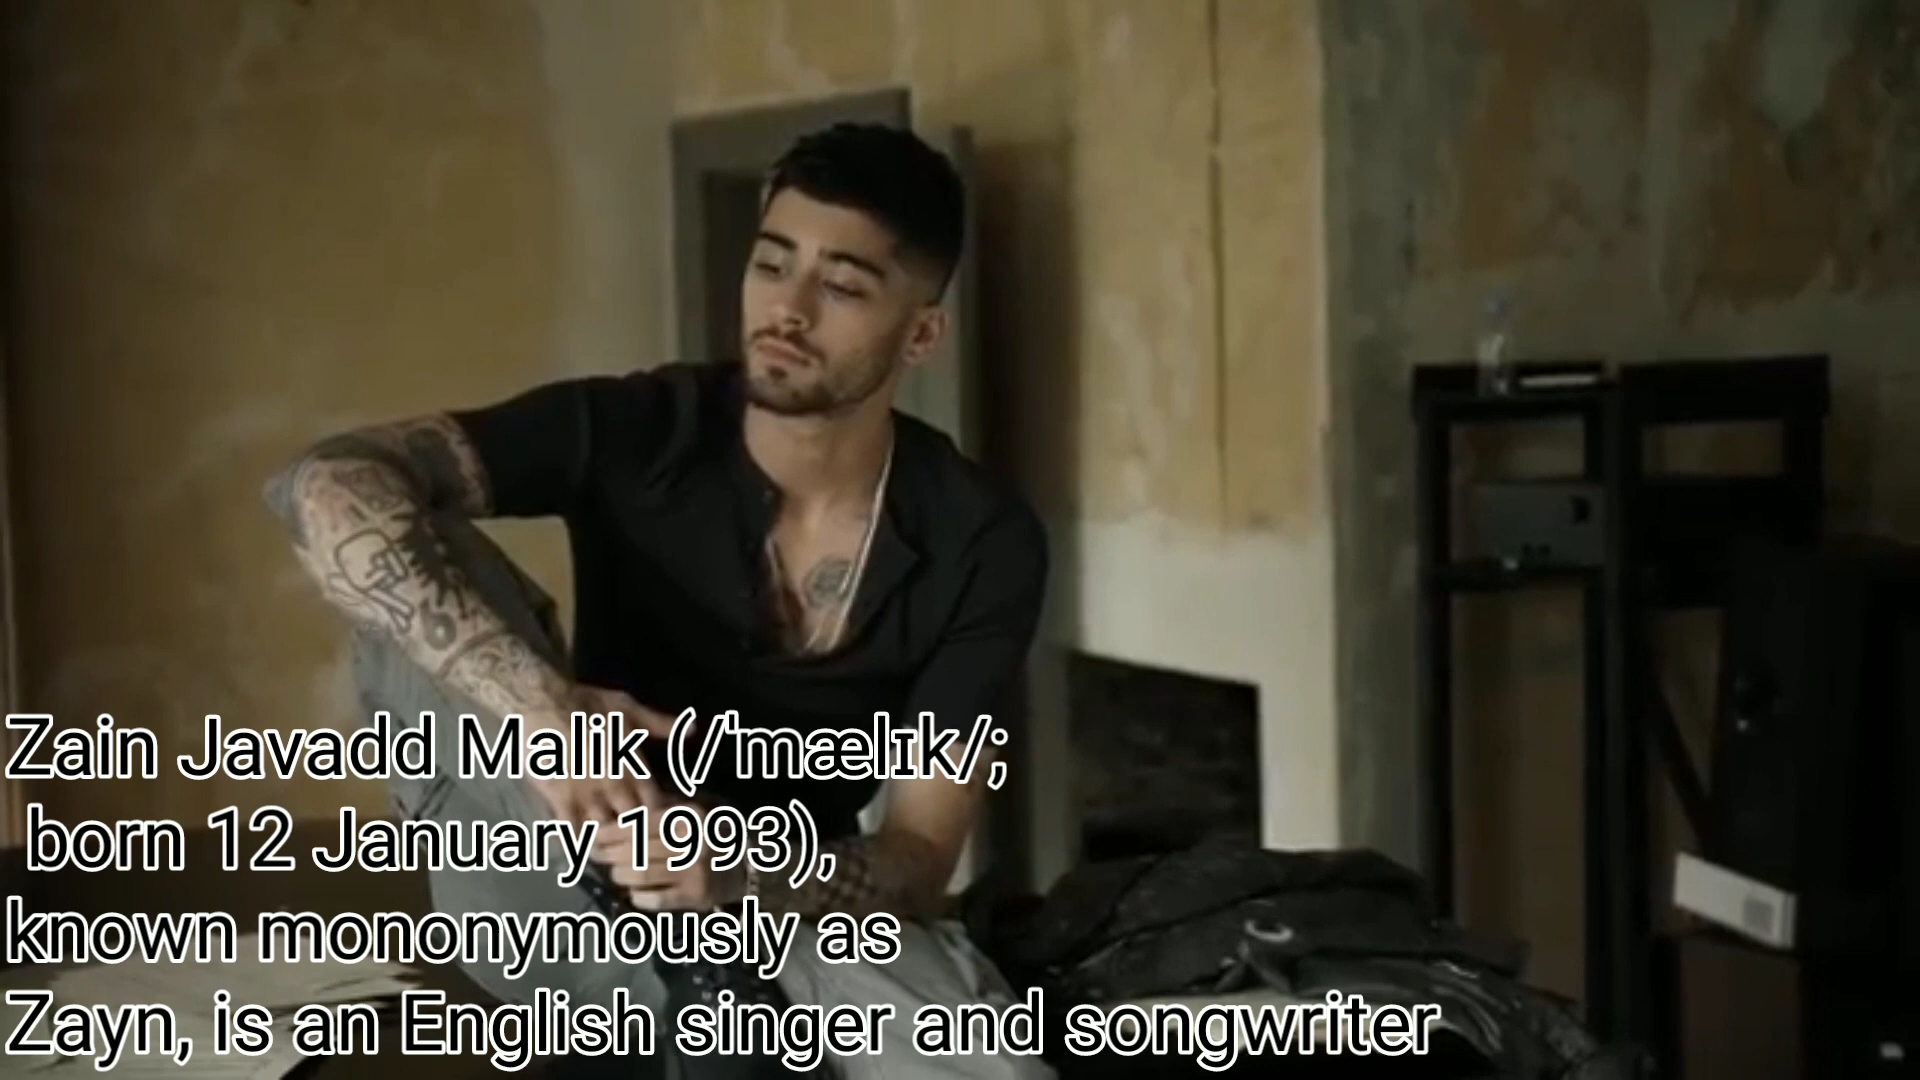 Zain Javadd Malik (/ˈmælɪk/;
born 12 January 1993),
known mononymously as
Zayn, is an English singer and songwriter